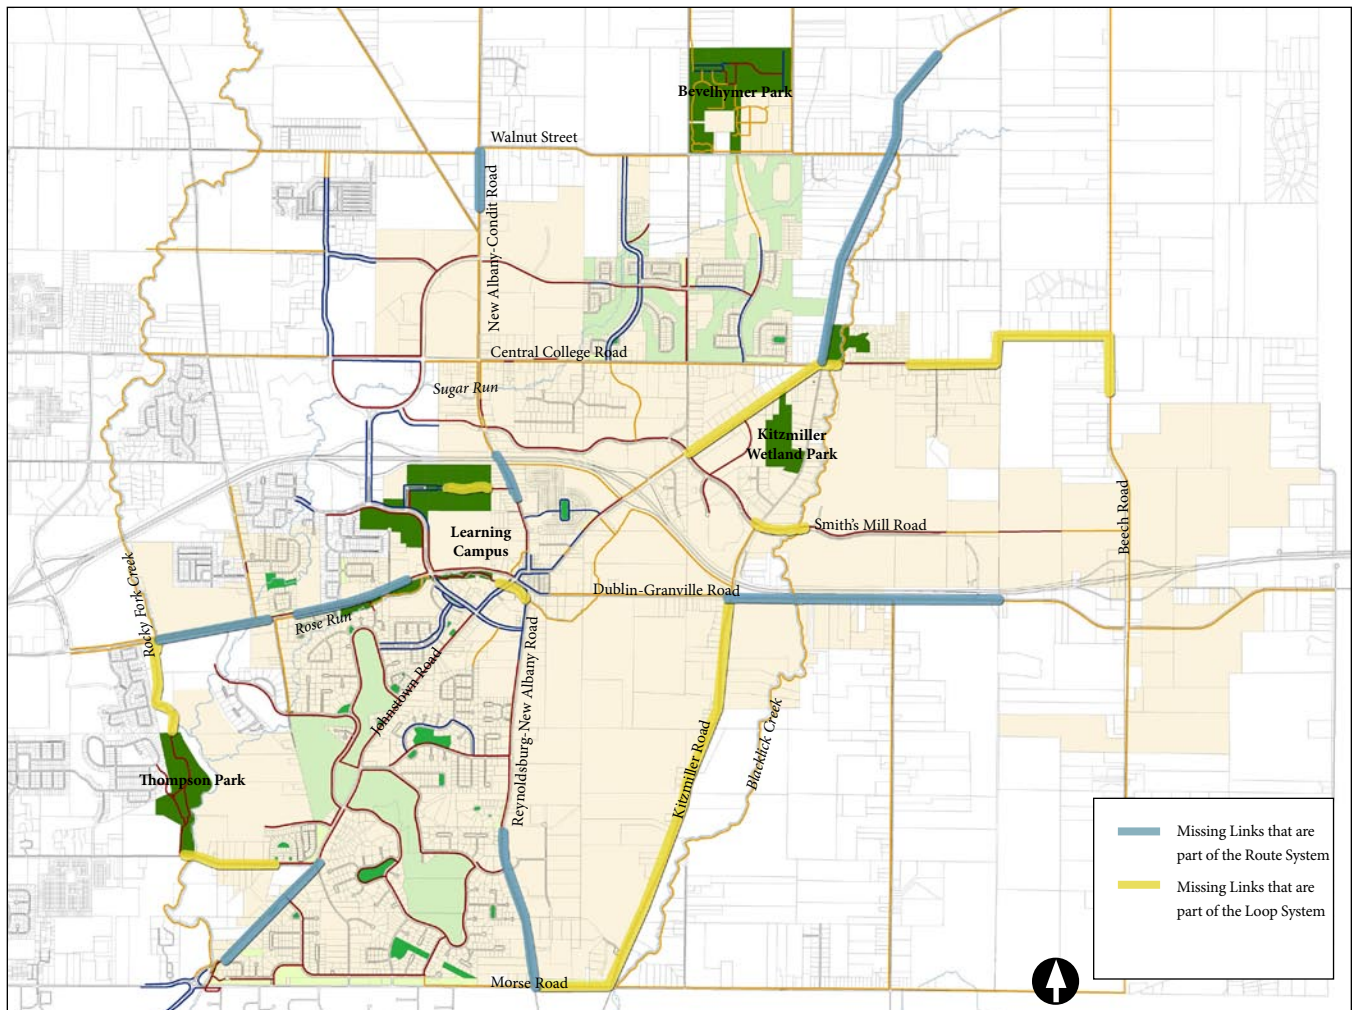 Bevelhymer Park
Walnut Street
New Albany-Condit Road
Central College Road
Sugar Run
Kitzmiller
Wetland Park
Learning
Campus
Smith's Mill Road
Beech Road
Rocky Fork Creek
Dublin-Granville Road
Rose Run
Johnstown Road
Reynoldsburg-New Albany Road
Kitzmiller Road
Blacklick Creek
Thompson Park
Morse Road
Missing Links that are
part of the Route System
Missing Links that are
part of the Loop System